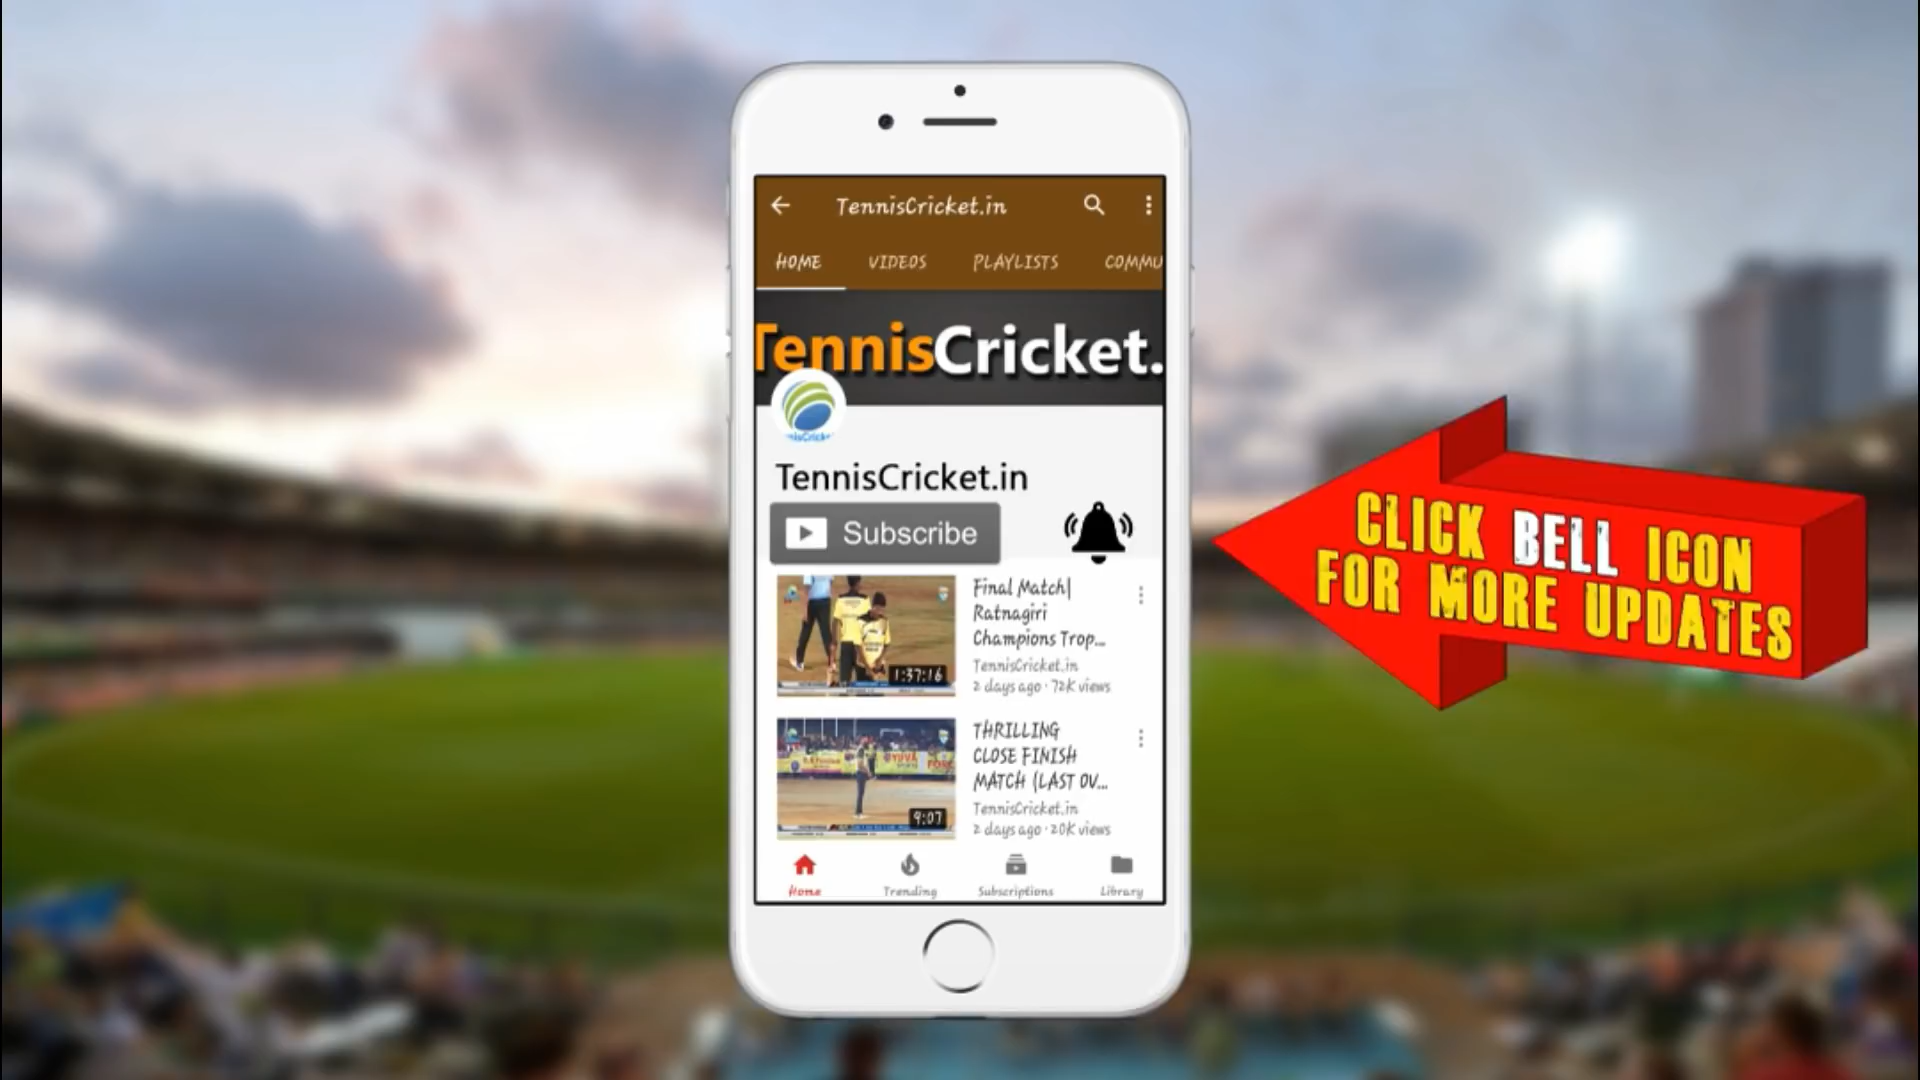 TennisCricket.in
HOME VIDEOS PLAYLISTS COMMU
TennisCricket.
TennisCricket.in
Subscribe
Final Match|
Ratnagiri
Champions Trop...
TennisCricket.in
2 days ago · 72K views
1:37:16
THRILLING
CLOSE FINISH
MATCH (LAST OV...
TennisCricket.in
2 days ago · 20K views
9:07
Home Trending Subscriptions Library
CLICK BELL ICON
FOR MORE UPDATES